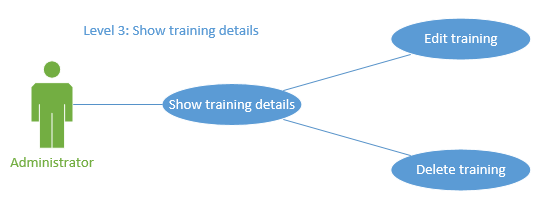 Level 3: Show training details
Edit training
Show training details
Administrator
Delete training